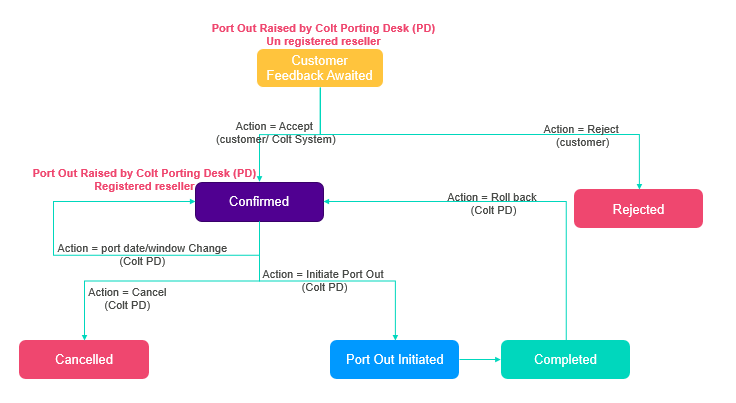 Port Out Raised by Colt Porting Desk (PD)
Un registered reseller
Customer
Feedback Awaited
Action = Accept
(customer/ Colt System)
Action = Reject
(customer)
Port Out Raised by Colt Porting Desk (PD)
Registered reseller
Confirmed
Action = Roll back
(Colt PD)
Rejected
Action = port date/window Change
(Colt PD)
Action = Initiate Port Out
(Colt PD)
Action = Cancel
(Colt PD)
Cancelled
Port Out Initiated
Completed